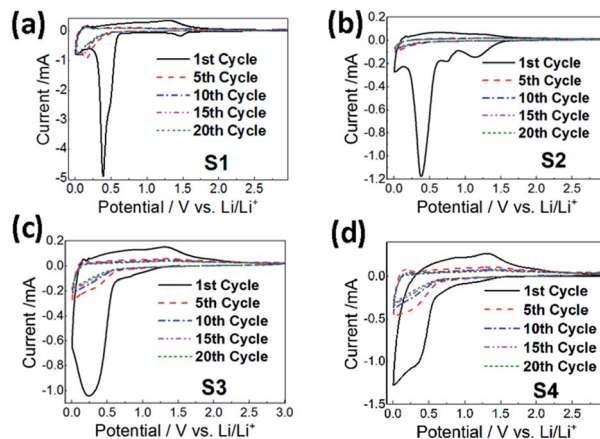 (a)
Current /mA
1
0
-1
-2
-3
-4
-5
0.0 0.5 1.0 1.5 2.0 2.5
Potential / V vs. Li/Li⁺
1st Cycle
5th Cycle
10th Cycle
15th Cycle
20th Cycle
S1
(b)
Current /mA
0.2
0.0
-0.2
-0.4
-0.6
-0.8
-1.0
-1.2
0.0 0.5 1.0 1.5 2.0 2.5
Potential / V vs. Li/Li⁺
1st Cycle
5th Cycle
10th Cycle
15th Cycle
20th Cycle
S2
(c)
Current /mA
0.2
0.0
-0.2
-0.4
-0.6
-0.8
-1.0
0.0 0.5 1.0 1.5 2.0 2.5 3.0
Potential / V vs. Li/Li⁺
1st Cycle
5th Cycle
10th Cycle
15th Cycle
20th Cycle
S3
(d)
Current /mA
0.5
0.0
-0.5
-1.0
-1.5
0.0 0.5 1.0 1.5 2.0 2.5
Potential / V vs. Li/Li⁺
1st Cycle
5th Cycle
10th Cycle
15th Cycle
20th Cycle
S4